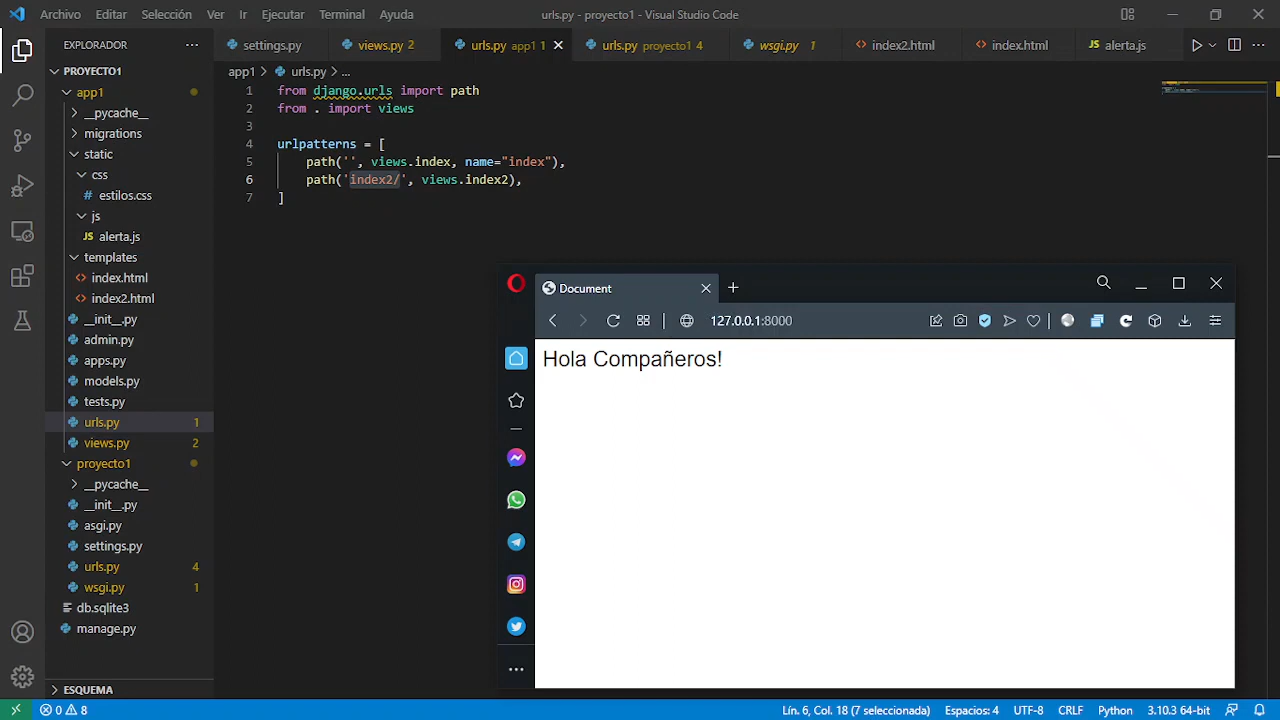 Archivo Editar Selección Ver Ir Ejecutar Terminal Ayuda urls.py - proyecto1 - Visual Studio Code
EXPLORADOR
settings.py views.py 2 urls.py app1 1 urls.py proyecto1 4 wsgi.py 1 index2.html index.html alerta.js
app1 > urls.py > ...
PROYECTO1
app1
__pycache__
migrations
static
css
estilos.css
js
alerta.js
templates
index.html
index2.html
__init__.py
admin.py
apps.py
models.py
tests.py
urls.py 1
views.py 2
proyecto1
__pycache__
__init__.py
asgi.py
settings.py
urls.py 4
wsgi.py 1
db.sqlite3
manage.py
ESQUEMA
1 from django.urls import path
2 from . import views
3
4 urlpatterns = [
5 path('', views.index, name="index"),
6 path('index2/', views.index2),
7 ]
Document
127.0.0.1:8000
Hola Compañeros!
0 8 Lín. 6, Col. 18 (7 seleccionada) Espacios: 4 UTF-8 CRLF Python 3.10.3 64-bit